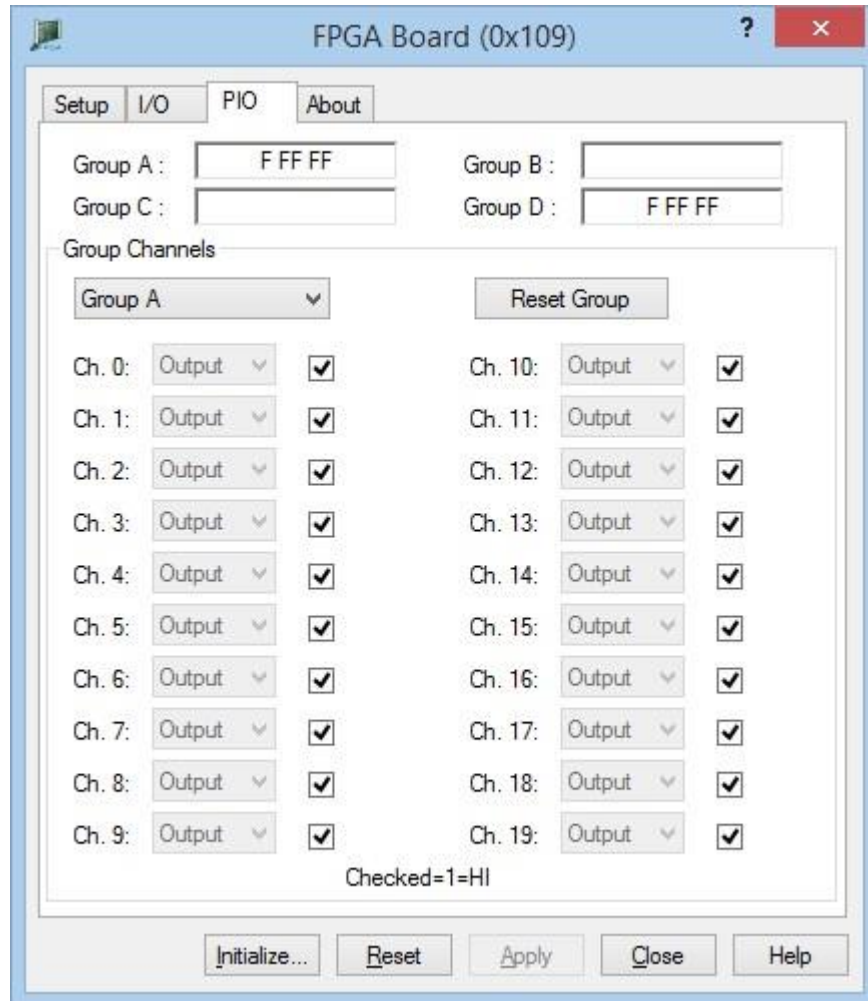 FPGA Board (0x109) ?
Setup I/O PIO About
Group A : F FF FF Group B :
Group C : Group D : F FF FF
Group Channels
Group A Reset Group
Ch. 0: Output Ch. 10: Output
Ch. 1: Output Ch. 11: Output
Ch. 2: Output Ch. 12: Output
Ch. 3: Output Ch. 13: Output
Ch. 4: Output Ch. 14: Output
Ch. 5: Output Ch. 15: Output
Ch. 6: Output Ch. 16: Output
Ch. 7: Output Ch. 17: Output
Ch. 8: Output Ch. 18: Output
Ch. 9: Output Ch. 19: Output
Checked=1=HI
Initialize... Reset Apply Close Help